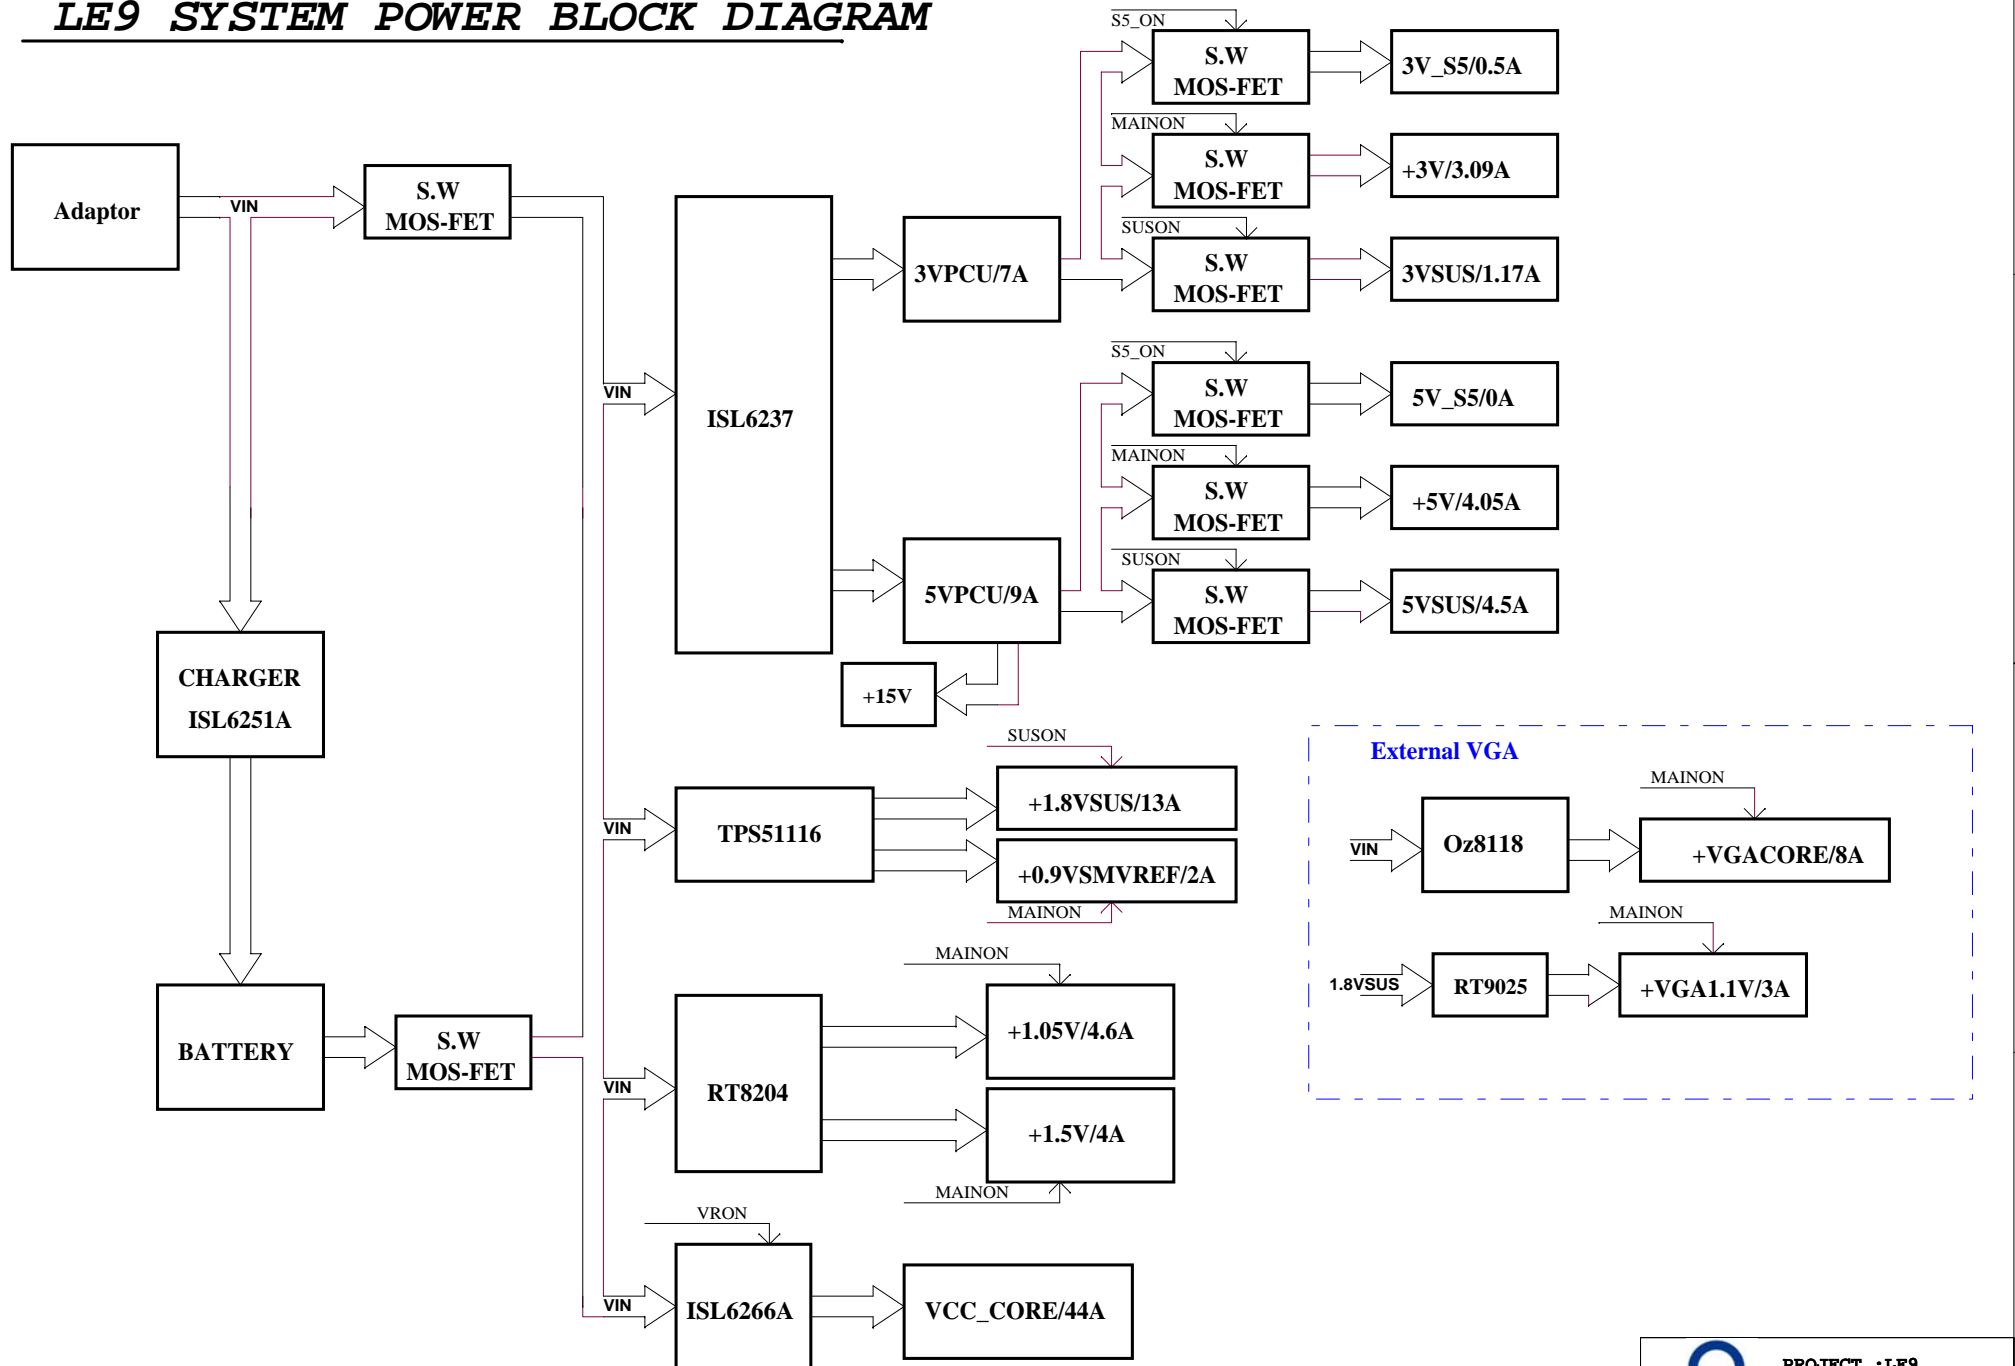 LE9 SYSTEM POWER BLOCK DIAGRAM
S5_ON
S.W
MOS-FET
3V_S5/0.5A
MAINON
S.W
MOS-FET
+3V/3.09A
Adaptor
VIN
S.W
MOS-FET
SUSON
S.W
MOS-FET
3VSUS/1.17A
3VPCU/7A
S5_ON
S.W
MOS-FET
5V_S5/0A
VIN
ISL6237
MAINON
S.W
MOS-FET
+5V/4.05A
SUSON
S.W
MOS-FET
5VSUS/4.5A
5VPCU/9A
+15V
CHARGER
ISL6251A
SUSON
+1.8VSUS/13A
VIN
TPS51116
+0.9VSMVREF/2A
MAINON
External VGA
MAINON
VIN
Oz8118
+VGACORE/8A
MAINON
1.8VSUS
RT9025
+VGA1.1V/3A
MAINON
+1.05V/4.6A
BATTERY
S.W
MOS-FET
VIN
RT8204
+1.5V/4A
MAINON
VRON
VIN
ISL6266A
VCC_CORE/44A
PROJECT :LE9